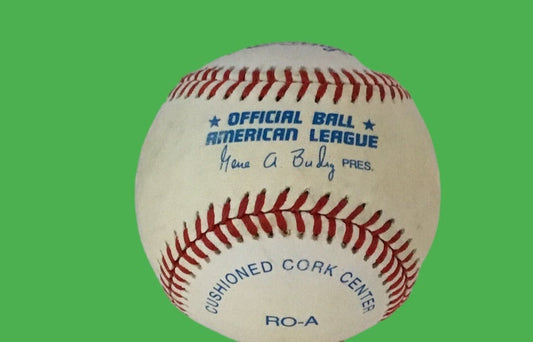 ★ OFFICIAL BALL ★
AMERICAN LEAGUE
Gene A. Budig PRES.
CUSHIONED CORK CENTER
RO-A